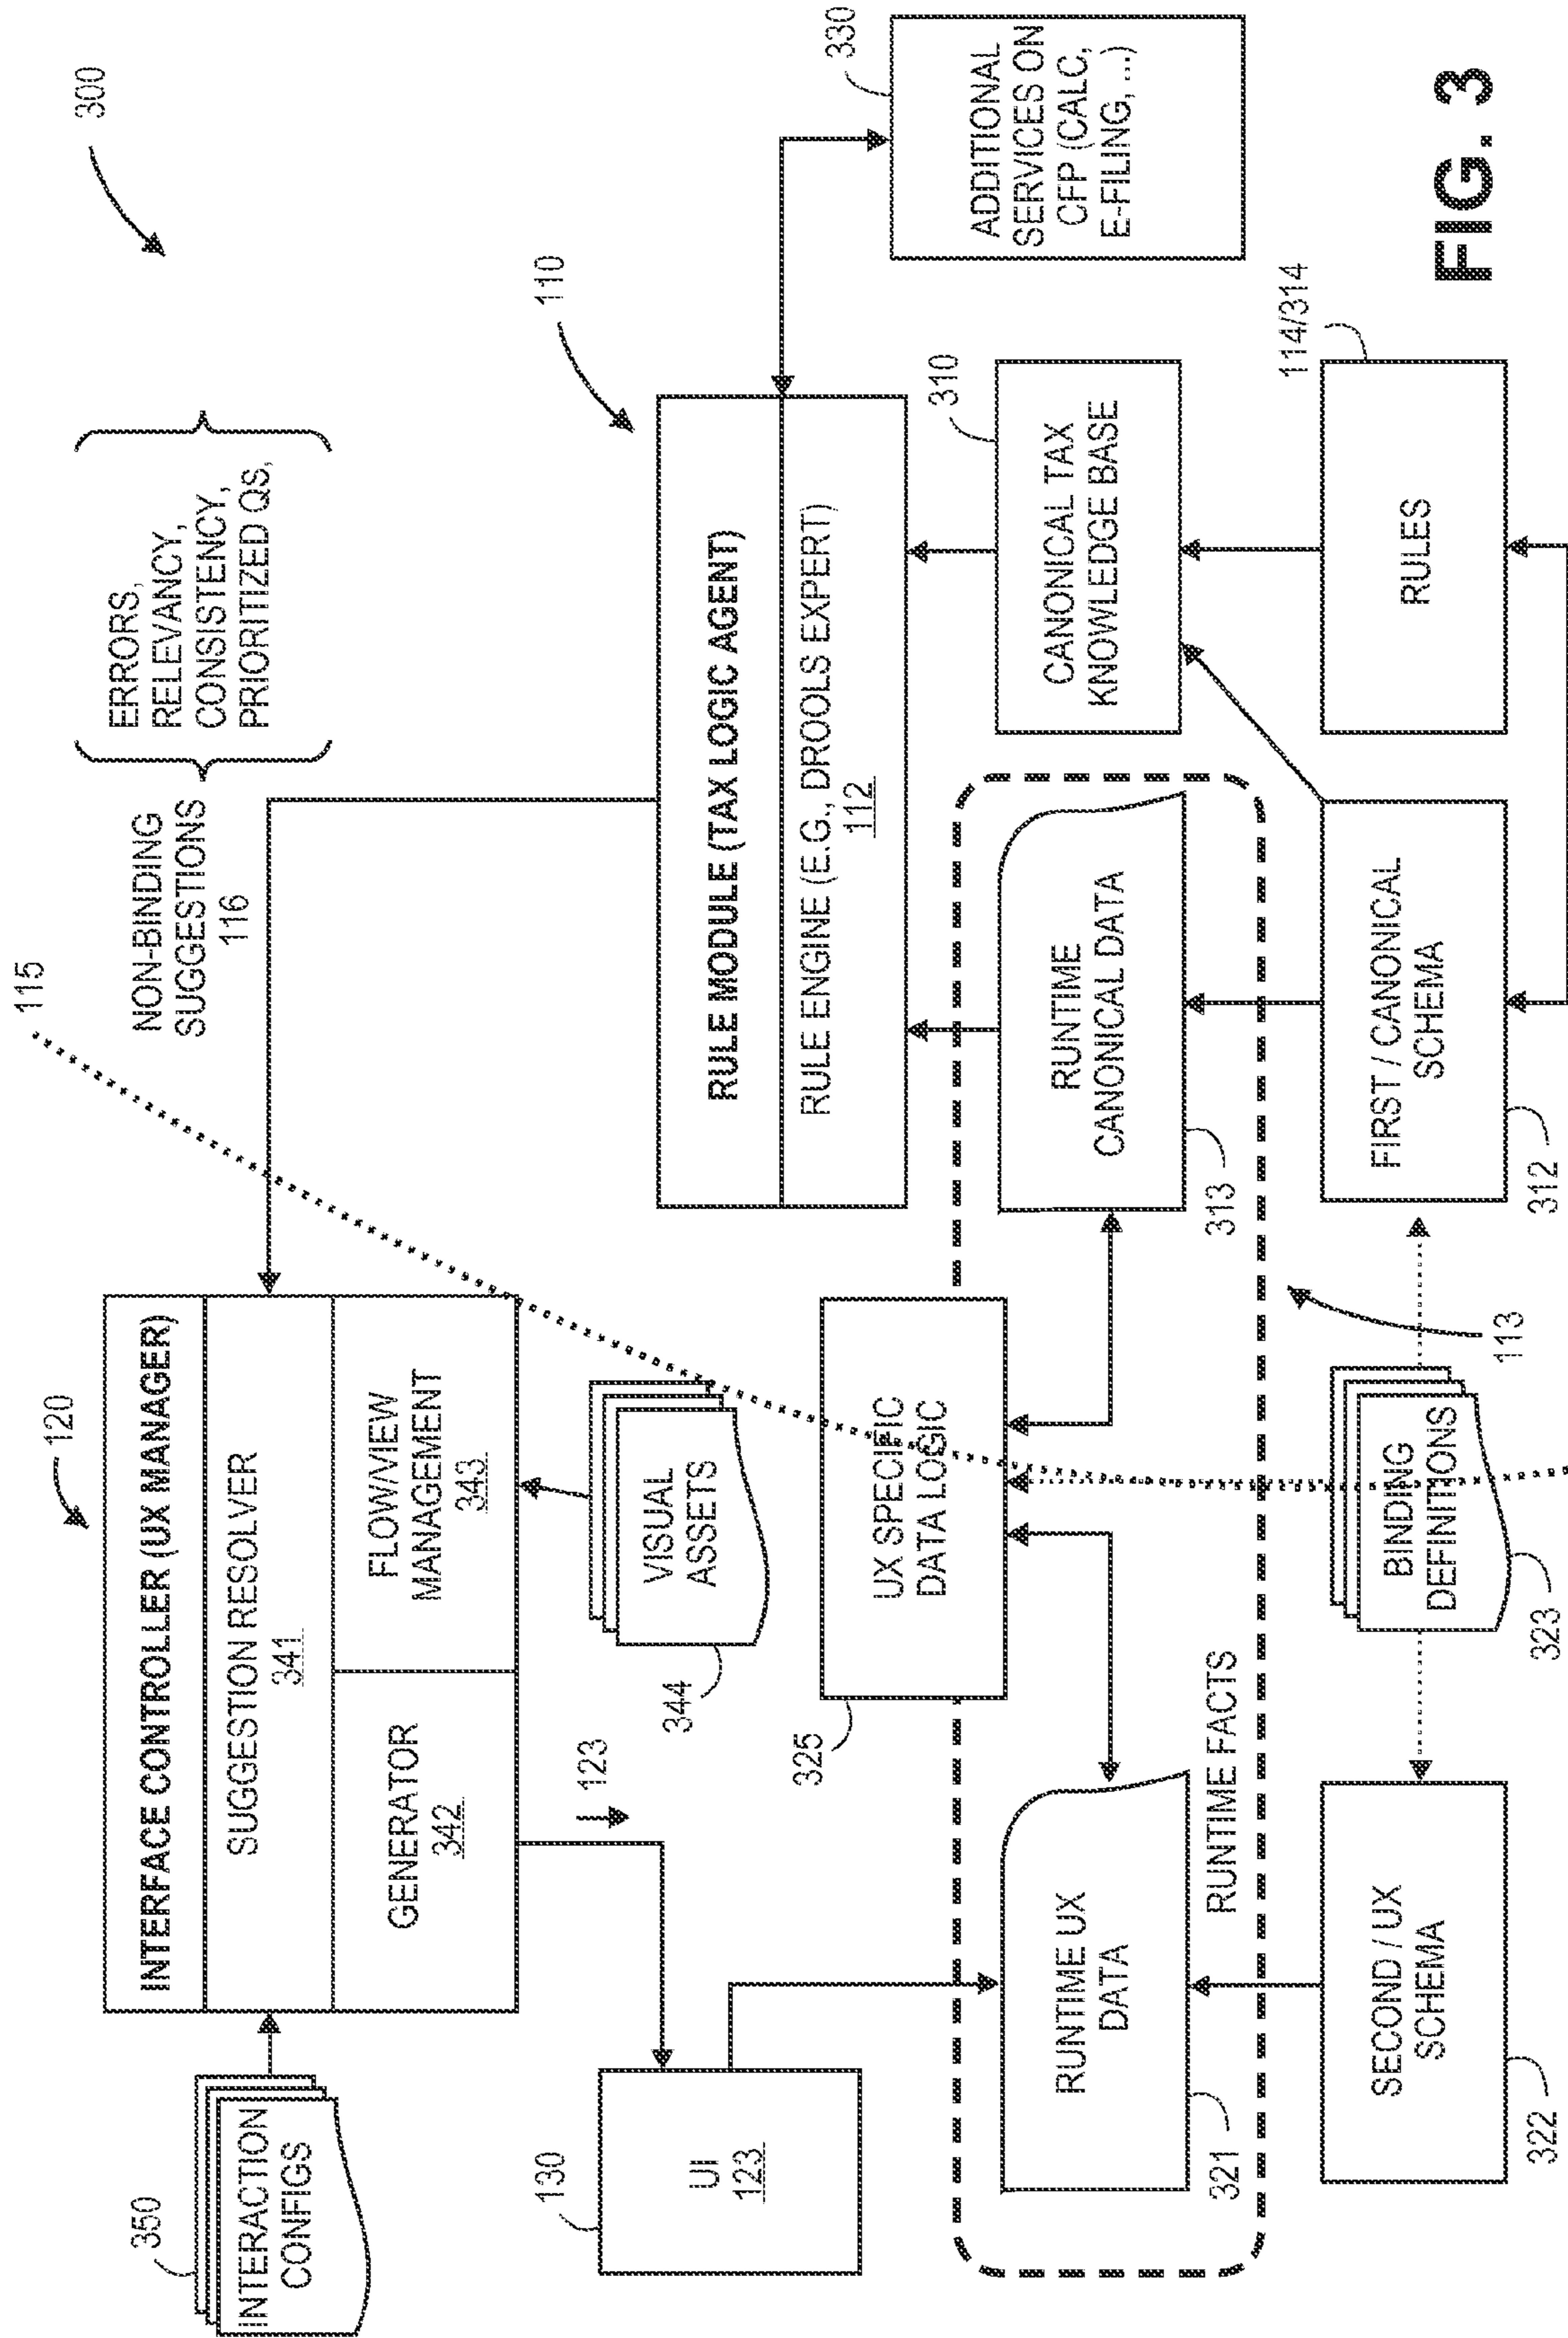 300
115
NON-BINDING
SUGGESTIONS
116
ERRORS,
RELEVANCY,
CONSISTENCY,
PRIORITIZED QS,
350
INTERACTION
CONFIGS
120
INTERFACE CONTROLLER (UX MANAGER)
SUGGESTION RESOLVER
341
GENERATOR
342
FLOW/VIEW
MANAGEMENT
343
123
VISUAL
ASSETS
344
130
UI
123
110
RULE MODULE (TAX LOGIC AGENT)
RULE ENGINE (E.G., DROOLS EXPERT)
112
330
ADDITIONAL
SERVICES ON
CFP (CALC,
E-FILING, ...)
325
UX SPECIFIC
DATA LOGIC
RUNTIME UX
DATA
321
RUNTIME FACTS
RUNTIME
CANONICAL DATA
313
113
310
CANONICAL TAX
KNOWLEDGE BASE
SECOND / UX
SCHEMA
322
BINDING
DEFINITIONS
323
FIRST / CANONICAL
SCHEMA
312
RULES
114/314
FIG. 3